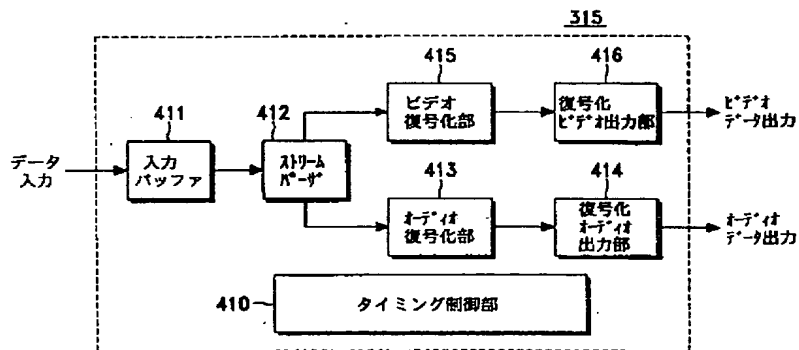 315
415
416
ビデオ
復号化部
復号化
ビデオ出力部
ビデオ
データ出力
411
412
データ
入力
入力
バッファ
ストリーム
パーザ
413
414
オーディオ
復号化部
復号化
オーディオ
出力部
オーディオ
データ出力
410
タイミング制御部